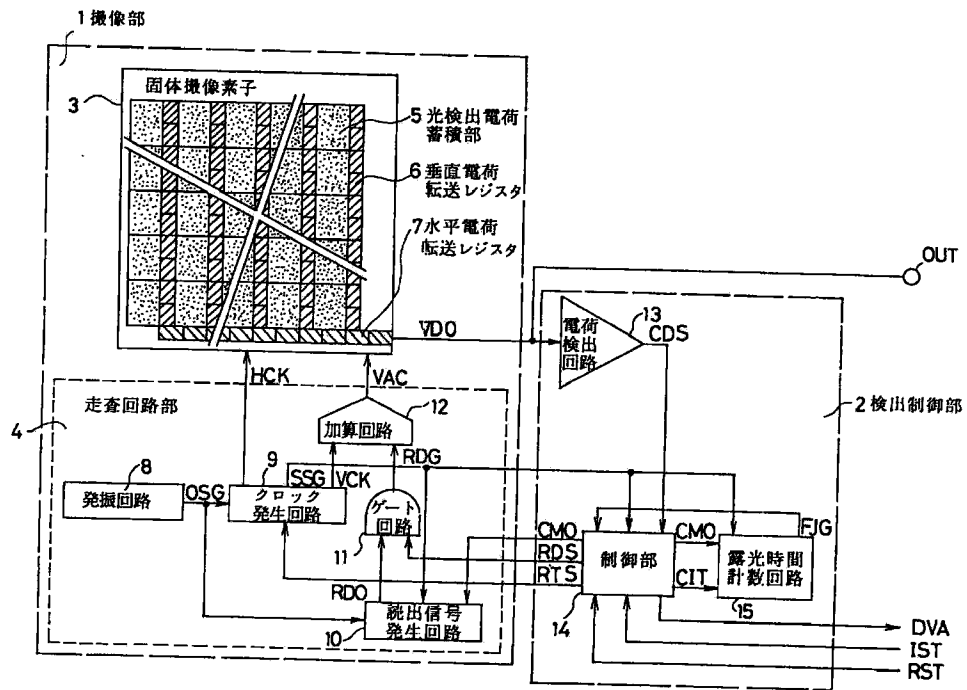 1 撮像部
固体撮像素子
3
5 光検出電荷
蓄積部
6 垂直電荷
転送レジスタ
7 水平電荷
転送レジスタ
OUT
VDO
13
電荷
検出
回路
CDS
2 検出制御部
HCK
VAC
走査回路部
4
12
加算回路
RDG
8
発振回路
OSG
9
SSG
VCK
クロック
発生回路
ゲート
回路
11
CMO
RDS
RTS
制御部
14
CMO
CIT
FJG
露光時間
計数回路
15
RDO
読出信号
発生回路
10
DVA
IST
RST